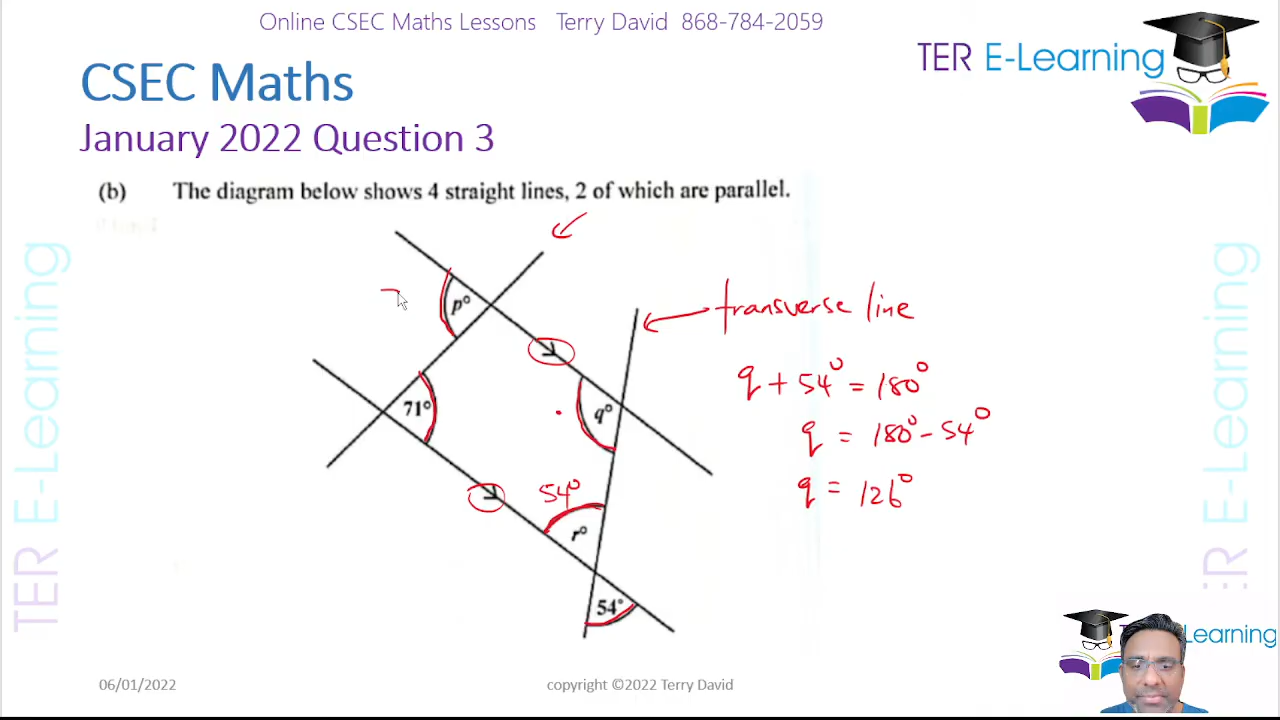 Online CSEC Maths Lessons Terry David 868-784-2059
TER E-Learning
CSEC Maths
January 2022 Question 3
(b) The diagram below shows 4 straight lines, 2 of which are parallel.
p°
transverse line
q + 54° = 180°
71°
q°
q = 180° - 54°
54°
q = 126°
r°
54°
TER E-Learning
TER E-Learning
E-Learning
06/01/2022
copyright ©2022 Terry David